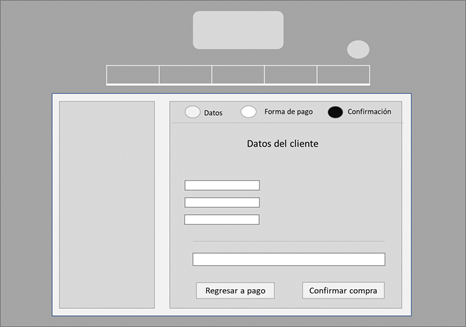 Datos
Forma de pago
Confirmación
Datos del cliente
Regresar a pago
Confirmar compra